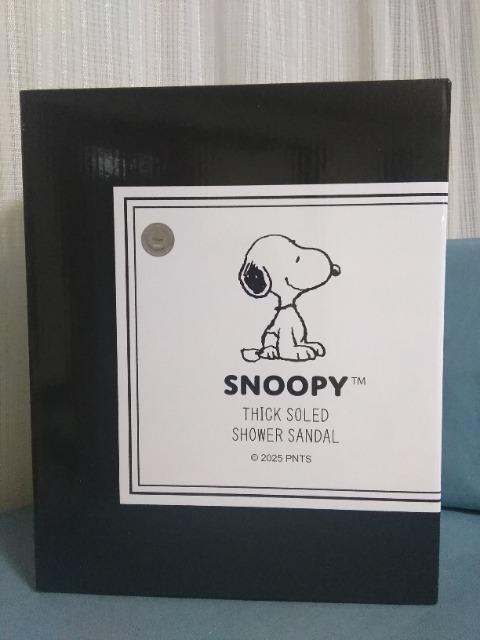 SNOOPY™
THICK SOLED
SHOWER SANDAL
© 2025 PNTS